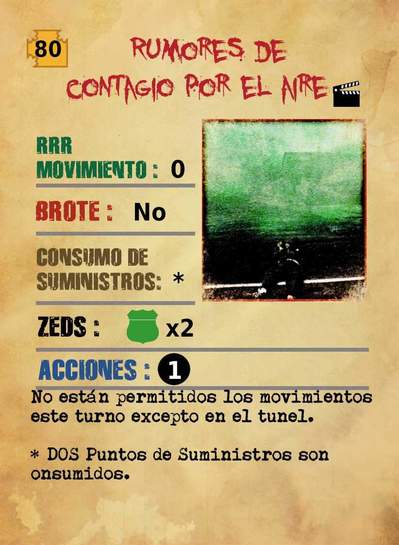 80
RUMORES DE
CONTAGIO POR EL AIRE
RRR
MOVIMIENTO : 0
BROTE : No
CONSUMO DE
SUMINISTROS: *
ZEDS : x2
ACCIONES : 1
No están permitidos los movimientos
este turno excepto en el tunel.
* DOS Puntos de Suministros son
onsumidos.